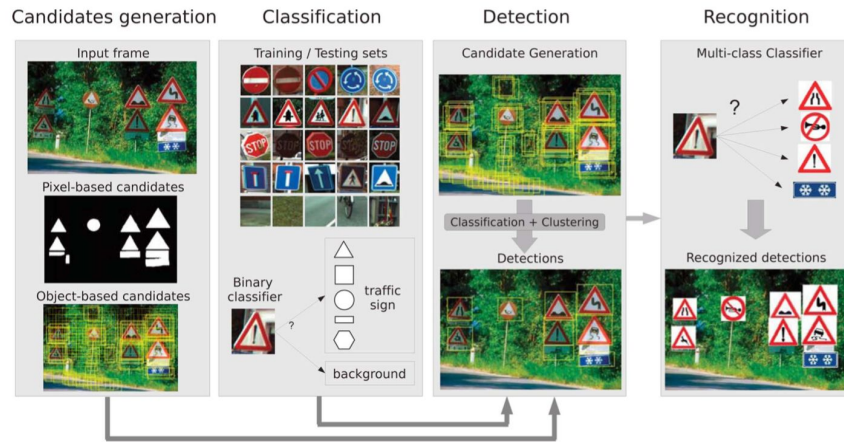 Candidates generation
Input frame
Pixel-based candidates
Object-based candidates
Classification
Training / Testing sets
STOP
STOP
STOP
STOP
Binary
classifier
?
traffic
sign
background
Detection
Candidate Generation
Classification + Clustering
Detections
Recognition
Multi-class Classifier
?
Recognized detections